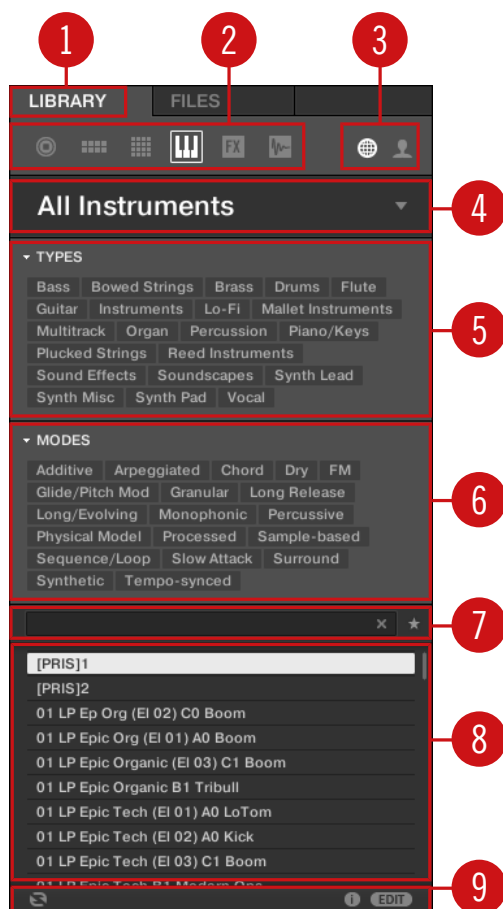 1 2 3
LIBRARY FILES
FX
All Instruments 4
TYPES
Bass Bowed Strings Brass Drums Flute
Guitar Instruments Lo-Fi Mallet Instruments
Multitrack Organ Percussion Piano/Keys 5
Plucked Strings Reed Instruments
Sound Effects Soundscapes Synth Lead
Synth Misc Synth Pad Vocal
MODES
Additive Arpeggiated Chord Dry FM
Glide/Pitch Mod Granular Long Release
Long/Evolving Monophonic Percussive 6
Physical Model Processed Sample-based
Sequence/Loop Slow Attack Surround
Synthetic Tempo-synced
7
[PRIS]1
[PRIS]2
01 LP Ep Org (El 02) C0 Boom
01 LP Epic Org (El 01) A0 Boom
01 LP Epic Organic (El 03) C1 Boom 8
01 LP Epic Organic B1 Tribull
01 LP Epic Tech (El 01) A0 LoTom
01 LP Epic Tech (El 02) A0 Kick
01 LP Epic Tech (El 03) C1 Boom
01 LP Epic Tech B1 Modern Ops
i EDIT 9